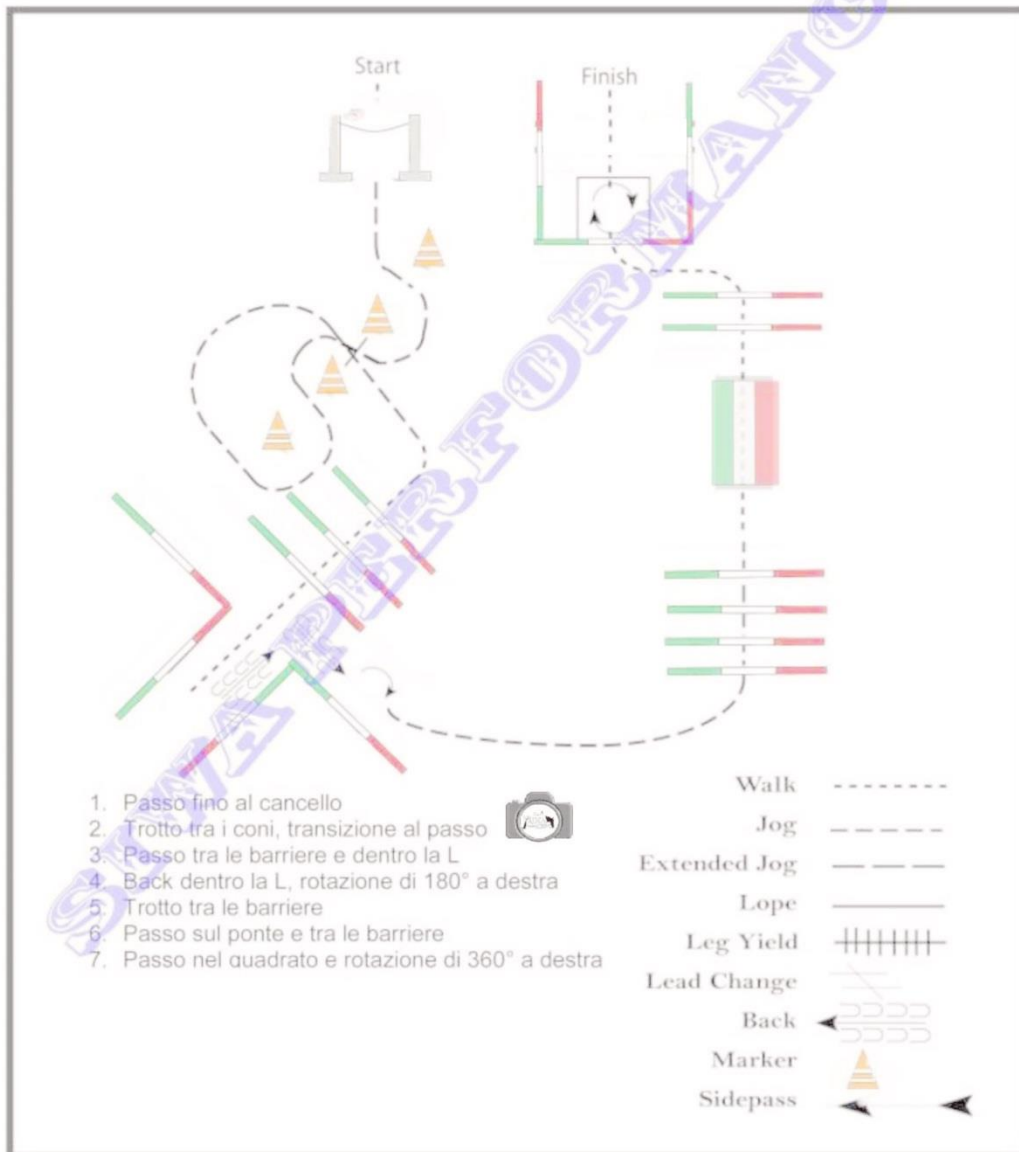 Start
Finish
1. Passo fino al cancello
2. Trotto tra i coni, transizione al passo
3. Passo tra le barriere e dentro la L
4. Back dentro la L, rotazione di 180° a destra
5. Trotto tra le barriere
6. Passo sul ponte e tra le barriere
7. Passo nel quadrato e rotazione di 360° a destra
Walk
Jog
Extended Jog
Lope
Leg Yield
Lead Change
Back
Marker
Sidepass